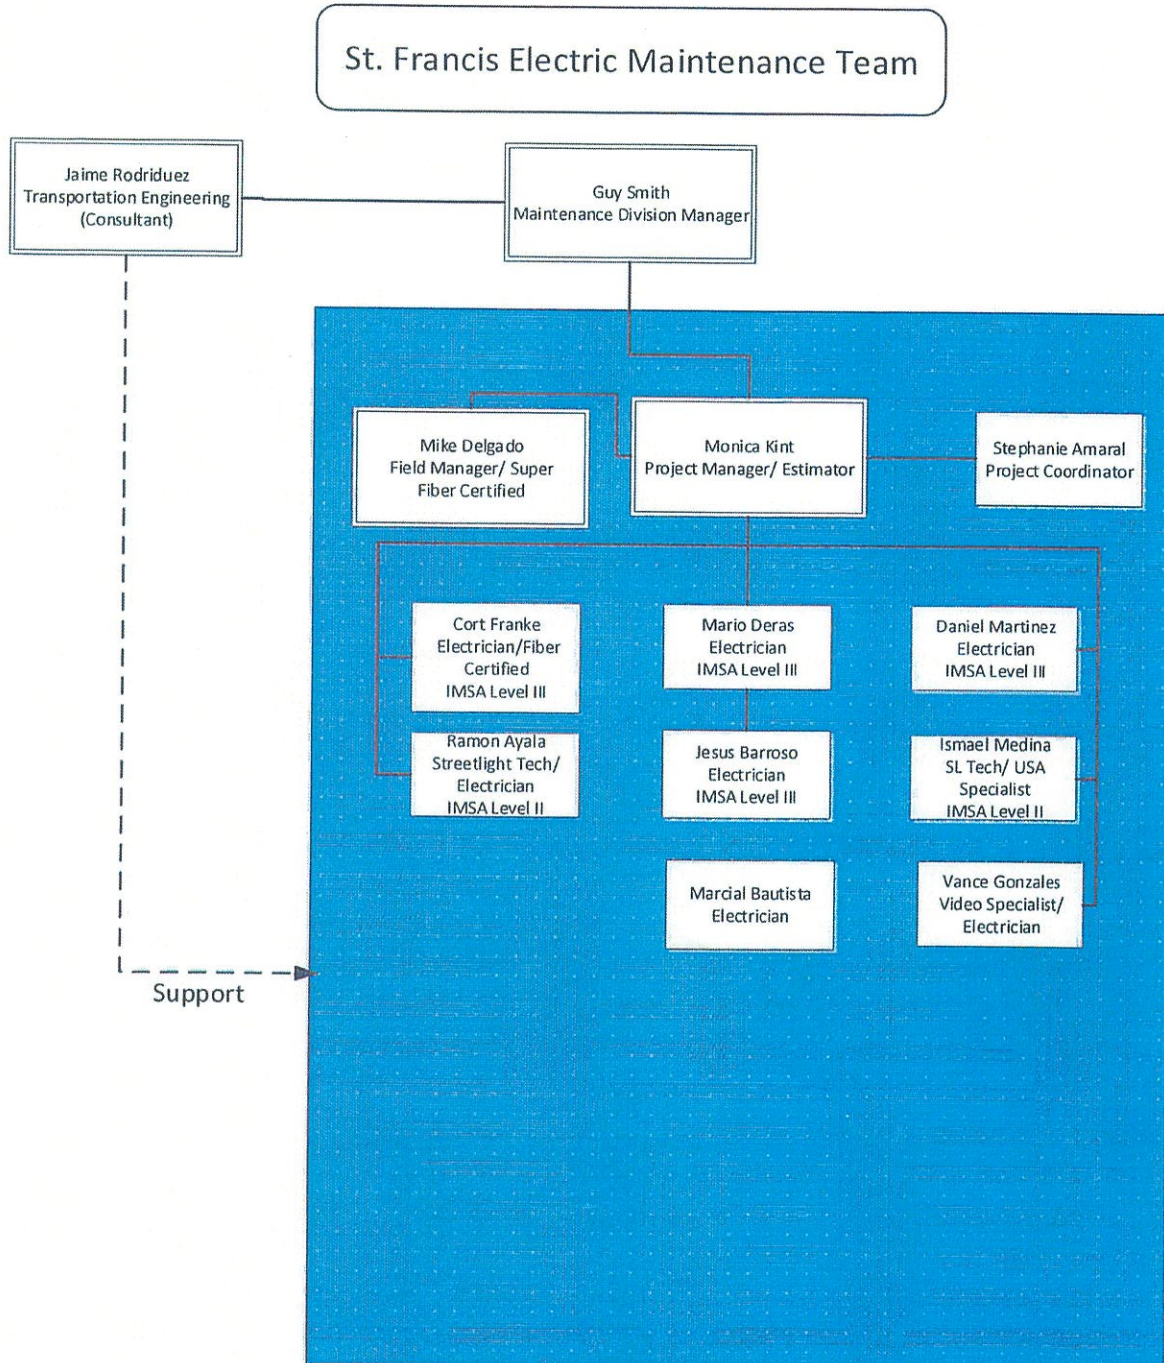 St. Francis Electric Maintenance Team
Jaime Rodriduez
Transportation Engineering
(Consultant)
Guy Smith
Maintenance Division Manager
Mike Delgado
Field Manager/ Super
Fiber Certified
Monica Kint
Project Manager/ Estimator
Stephanie Amaral
Project Coordinator
Cort Franke
Electrician/Fiber
Certified
IMSA Level III
Mario Deras
Electrician
IMSA Level III
Daniel Martinez
Electrician
IMSA Level III
Ramon Ayala
Streetlight Tech/
Electrician
IMSA Level II
Jesus Barroso
Electrician
IMSA Level III
Ismael Medina
SL Tech/ USA
Specialist
IMSA Level II
Marcial Bautista
Electrician
Vance Gonzales
Video Specialist/
Electrician
Support